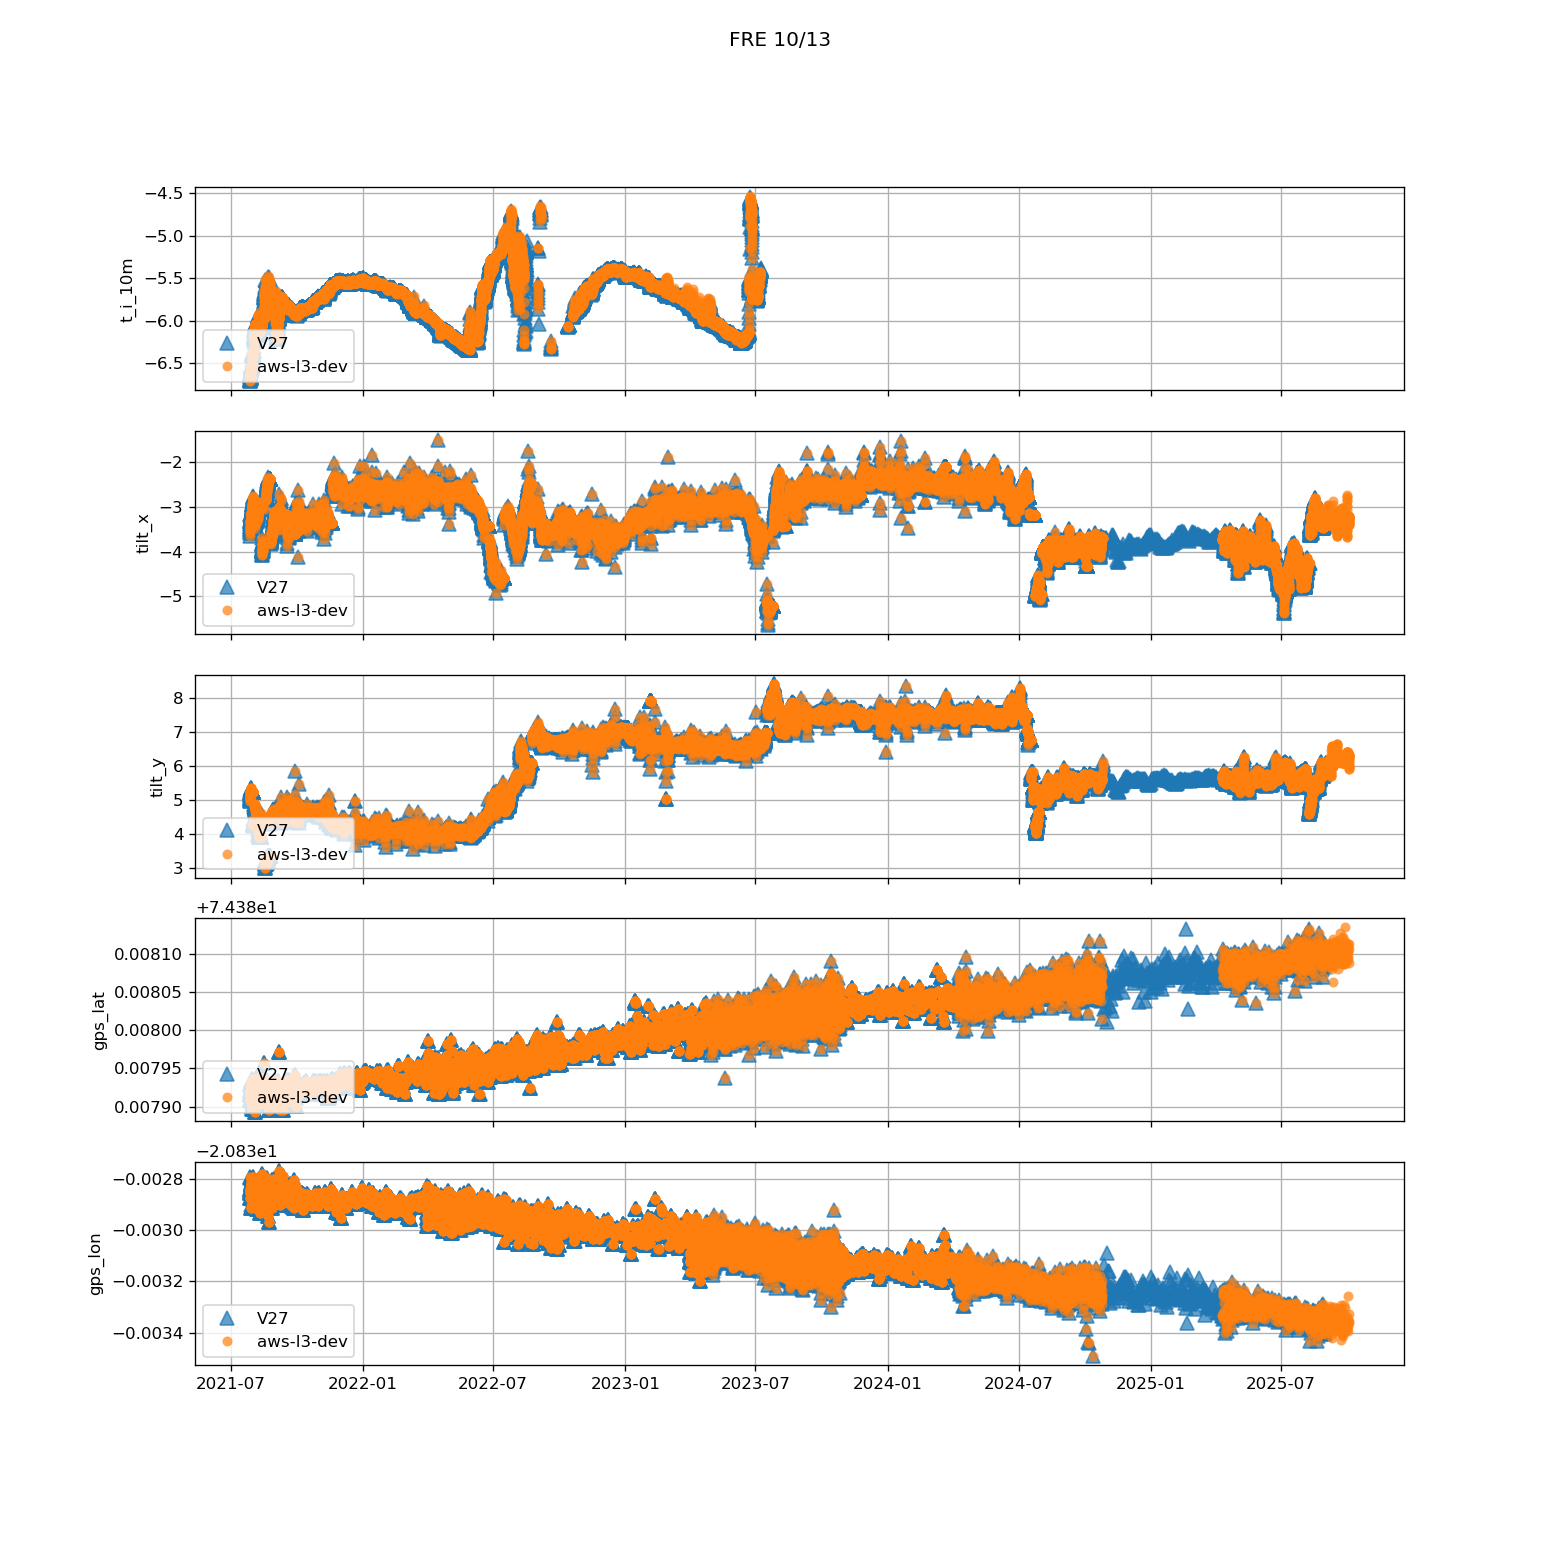 FRE 10/13
−4.5
−5.0
−5.5
−6.0
−6.5
t_i_10m
V27
aws-l3-dev
−2
−3
−4
−5
tilt_x
V27
aws-l3-dev
8
7
6
5
4
3
tilt_y
V27
aws-l3-dev
+7.438e1
0.00810
0.00805
0.00800
0.00795
0.00790
gps_lat
V27
aws-l3-dev
−2.083e1
−0.0028
−0.0030
−0.0032
−0.0034
gps_lon
V27
aws-l3-dev
2021-07 2022-01 2022-07 2023-01 2023-07 2024-01 2024-07 2025-01 2025-07